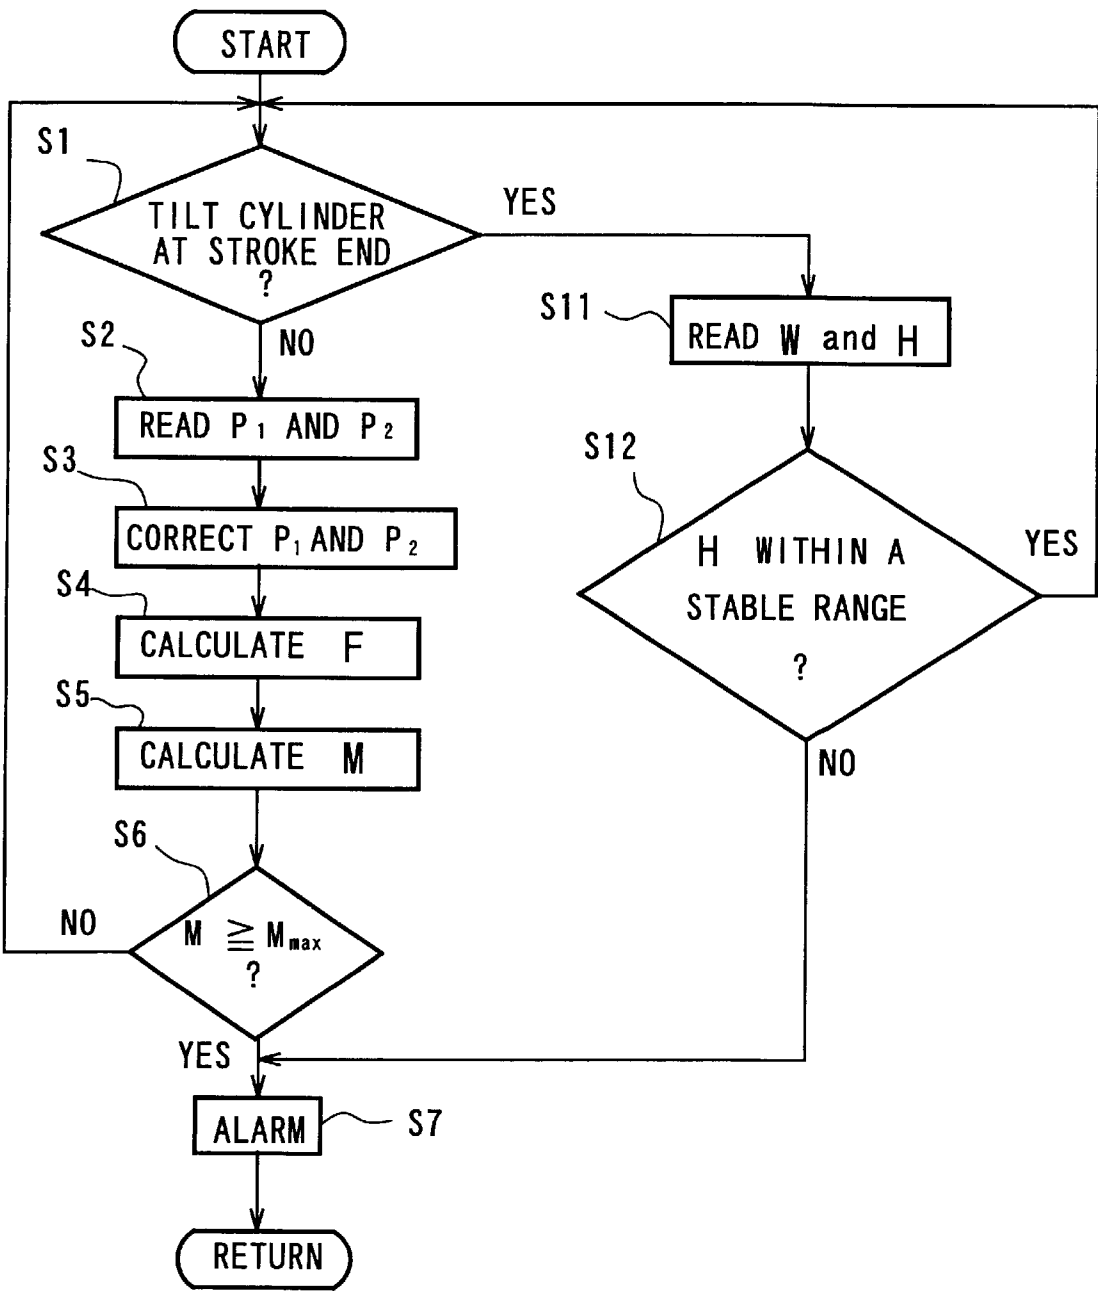 START
S1
TILT CYLINDER
AT STROKE END
?
YES
NO
S2
READ P₁ AND P₂
S3
CORRECT P₁ AND P₂
S4
CALCULATE F
S5
CALCULATE M
S6
M ≧ Mmax
?
NO
YES
S11
READ W and H
S12
H WITHIN A
STABLE RANGE
?
YES
NO
ALARM
S7
RETURN